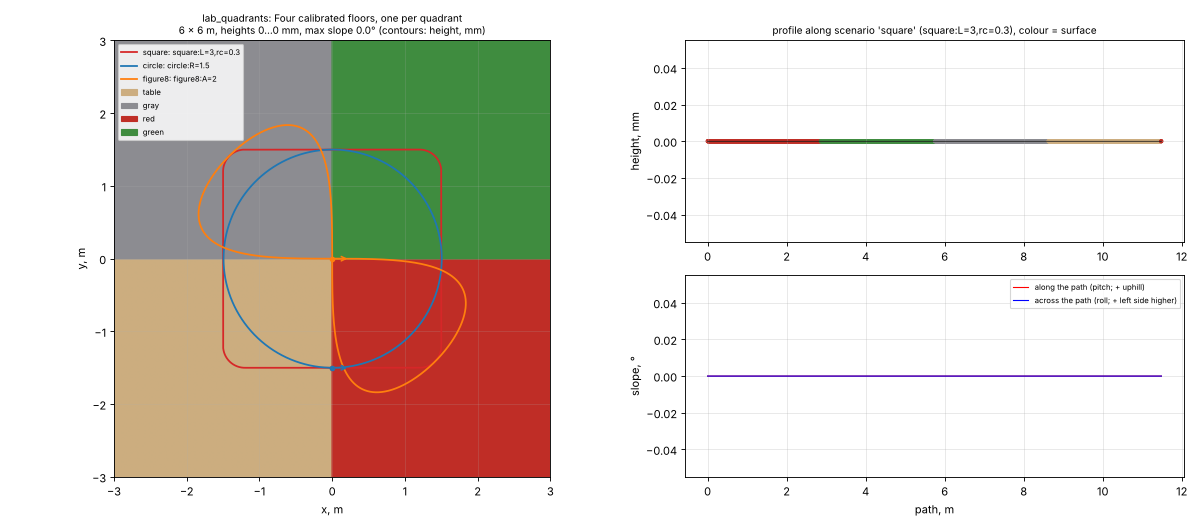 lab_quadrants: Four calibrated floors, one per quadrant
6 × 6 m, heights 0...0 mm, max slope 0.0° (contours: height, mm)
square: square:L=3,rc=0.3
circle: circle:R=1.5
figure8: figure8:A=2
table
gray
red
green
3
2
1
0
−1
−2
−3
y, m
−3
−2
−1
0
1
2
3
x, m
profile along scenario 'square' (square:L=3,rc=0.3), colour = surface
0.04
0.02
0.00
−0.02
−0.04
height, mm
0
2
4
6
8
10
12
along the path (pitch; + uphill)
across the path (roll; + left side higher)
0.04
0.02
0.00
−0.02
−0.04
slope, °
0
2
4
6
8
10
12
path, m